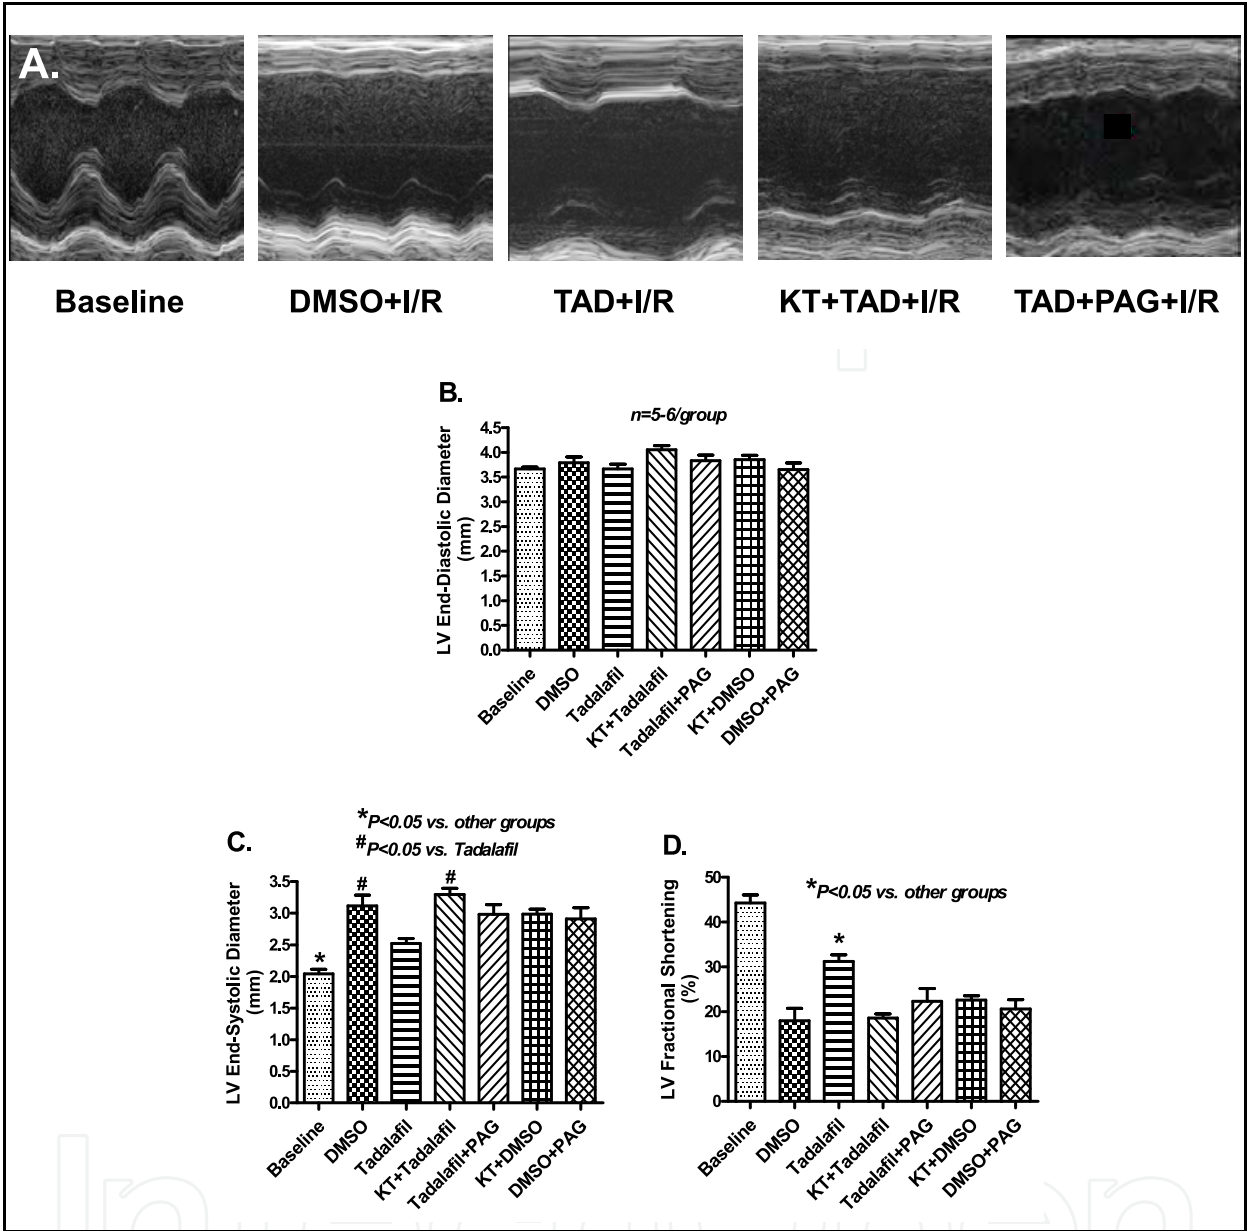 A.
Baseline DMSO+I/R TAD+I/R KT+TAD+I/R TAD+PAG+I/R
B.
n=5-6/group
LV End-Diastolic Diameter
(mm)
4.5
4.0
3.5
3.0
2.5
2.0
1.5
1.0
0.5
0.0
Baseline
DMSO
Tadalafil
KT+Tadalafil
Tadalafil+PAG
KT+DMSO
DMSO+PAG
C.
*P<0.05 vs. other groups
#P<0.05 vs. Tadalafil
LV End-Systolic Diameter
(mm)
3.5
3.0
2.5
2.0
1.5
1.0
0.5
0.0
*
#
#
Baseline
DMSO
Tadalafil
KT+Tadalafil
Tadalafil+PAG
KT+DMSO
DMSO+PAG
D.
*P<0.05 vs. other groups
LV Fractional Shortening
(%)
50
40
30
20
10
0
*
Baseline
DMSO
Tadalafil
KT+Tadalafil
Tadalafil+PAG
KT+DMSO
DMSO+PAG